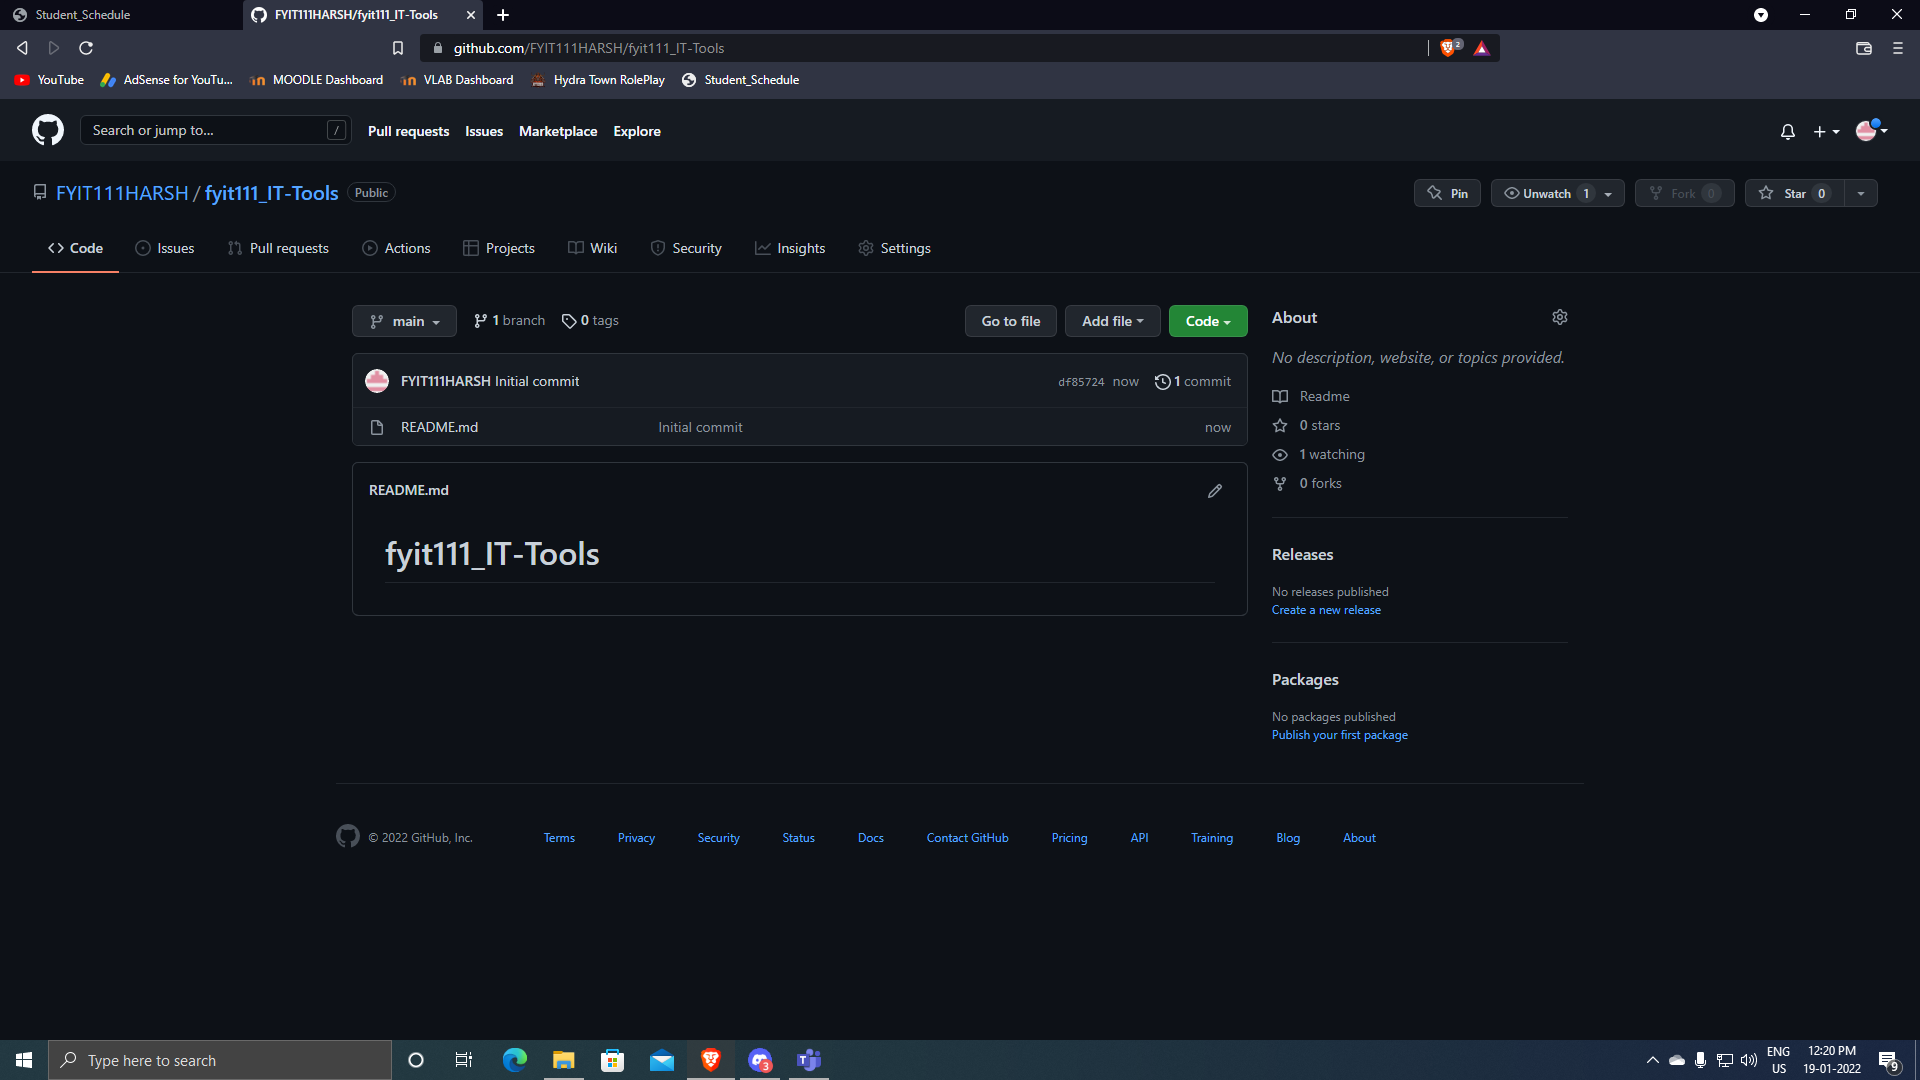 Student_Schedule
FYIT111HARSH/fyit111_IT-Tools
github.com/FYIT111HARSH/fyit111_IT-Tools
2
YouTube
AdSense for YouTu...
MOODLE Dashboard
VLAB Dashboard
Hydra Town RolePlay
Student_Schedule
Search or jump to...
/
Pull requests
Issues
Marketplace
Explore
FYIT111HARSH / fyit111_IT-Tools
Public
Pin
Unwatch 1
Fork 0
Star 0
Code
Issues
Pull requests
Actions
Projects
Wiki
Security
Insights
Settings
main
1 branch
0 tags
Go to file
Add file
Code
FYIT111HARSH Initial commit
df85724 now
1 commit
README.md
Initial commit
now
README.md
fyit111_IT-Tools
About
No description, website, or topics provided.
Readme
0 stars
1 watching
0 forks
Releases
No releases published
Create a new release
Packages
No packages published
Publish your first package
© 2022 GitHub, Inc.
Terms
Privacy
Security
Status
Docs
Contact GitHub
Pricing
API
Training
Blog
About
Type here to search
3
T
ENG
US
12:20 PM
19-01-2022
9